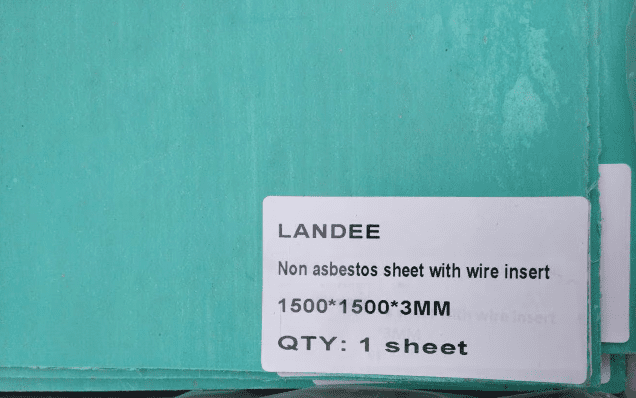 LANDEE
Non asbestos sheet with wire insert
1500*1500*3MM
QTY: 1 sheet